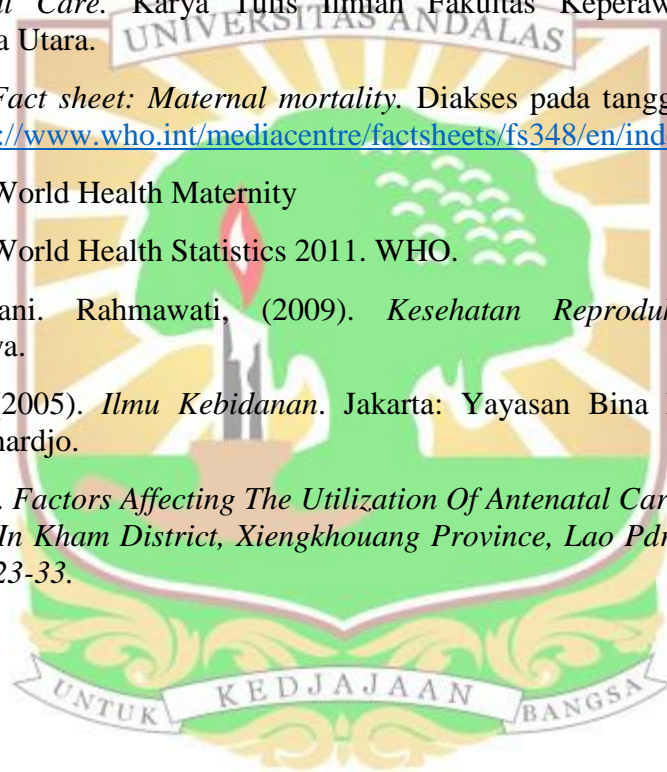 Care. Karya Tulis Ilmiah Fakultas Keperaw
a Utara.
UNIVERSITAS ANDALAS
Fact sheet: Maternal mortality. Diakses pada tangg
://www.who.int/mediacentre/factsheets/fs348/en/ind
World Health Maternity
World Health Statistics 2011. WHO.
ani. Rahmawati, (2009). Kesehatan Reproduk
ya.
(2005). Ilmu Kebidanan. Jakarta: Yayasan Bina
hardjo.
. Factors Affecting The Utilization Of Antenatal Car
In Kham District, Xiengkhouang Province, Lao Pdr
23-33.
UNTUK KEDJAJAAN BANGSA